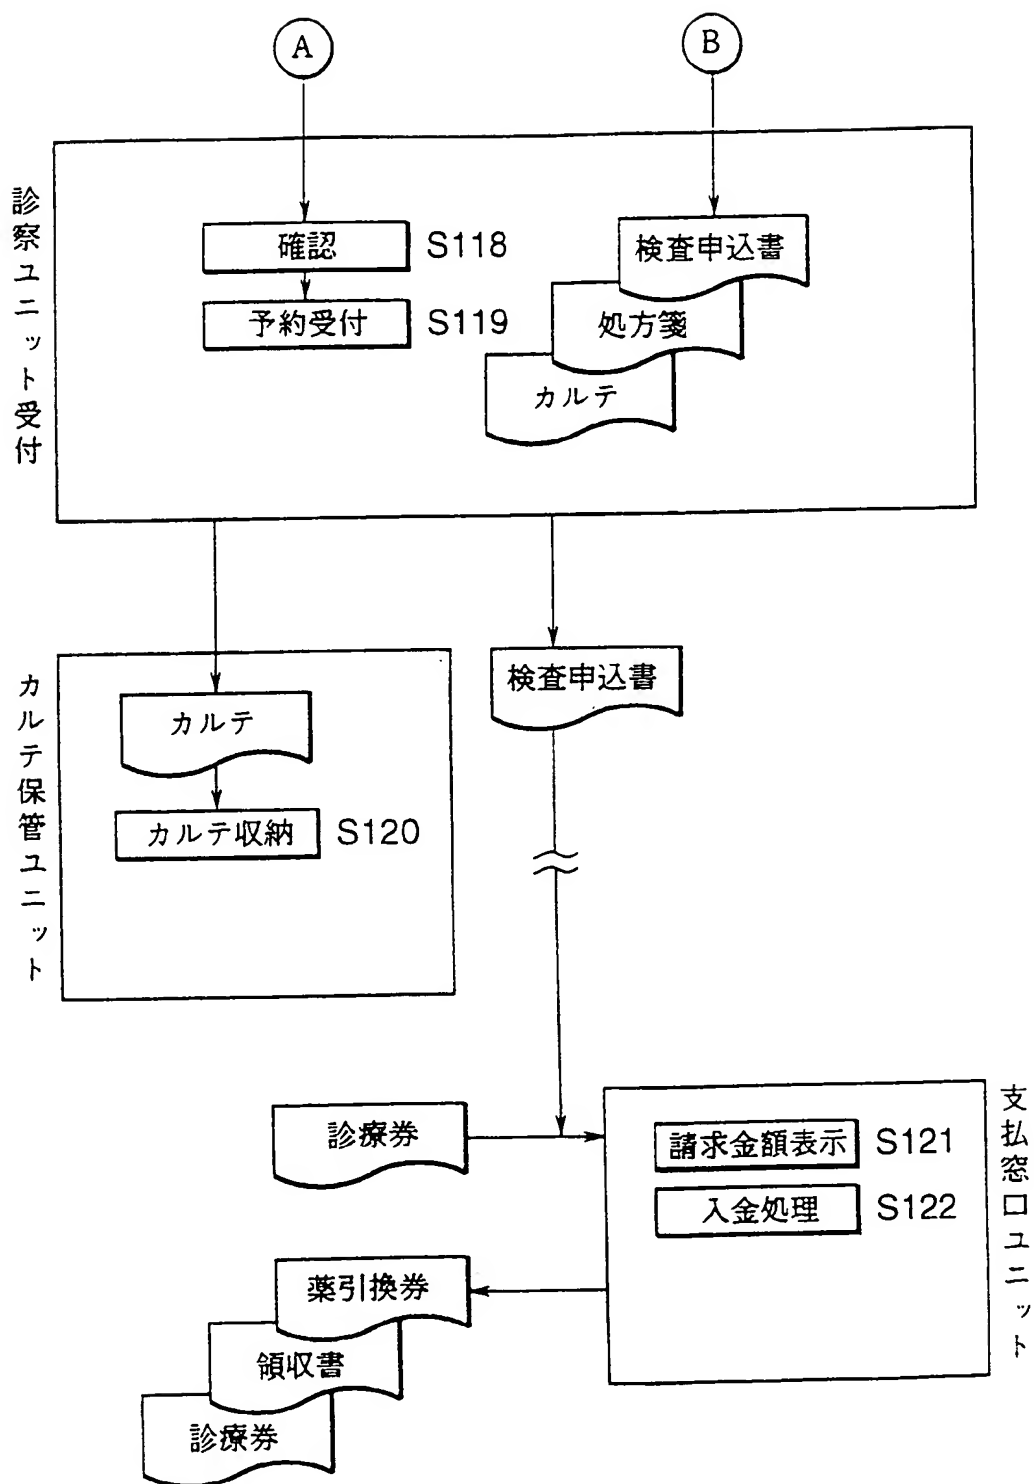 A
B
診察ユニット受付
確認
S118
予約受付
S119
検査申込書
処方箋
カルテ
カルテ保管ユニット
カルテ
カルテ収納
S120
検査申込書
診療券
支払窓口ユニット
請求金額表示
S121
入金処理
S122
薬引換券
領収書
診療券